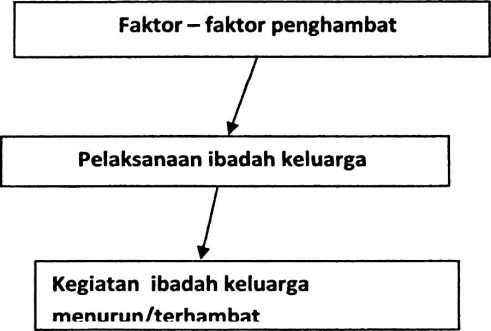 Faktor – faktor penghambat
Pelaksanaan ibadah keluarga
Kegiatan ibadah keluarga
menurun/terhambat